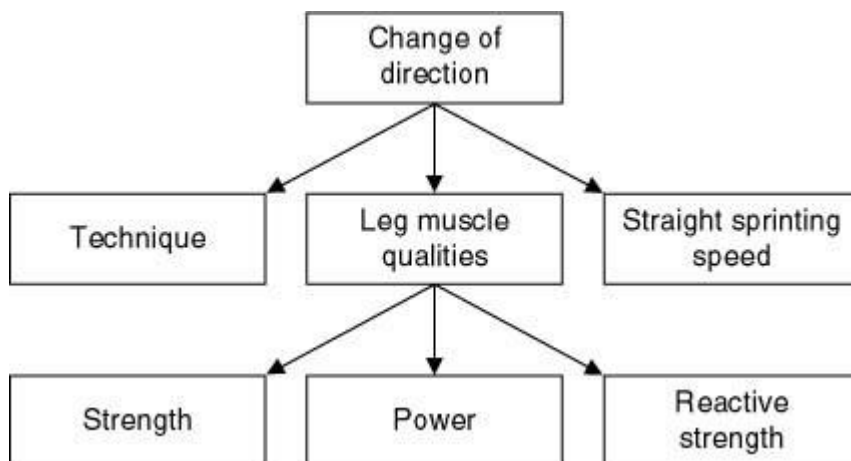 Change of
direction
Technique
Leg muscle
qualities
Straight sprinting
speed
Strength
Power
Reactive
strength